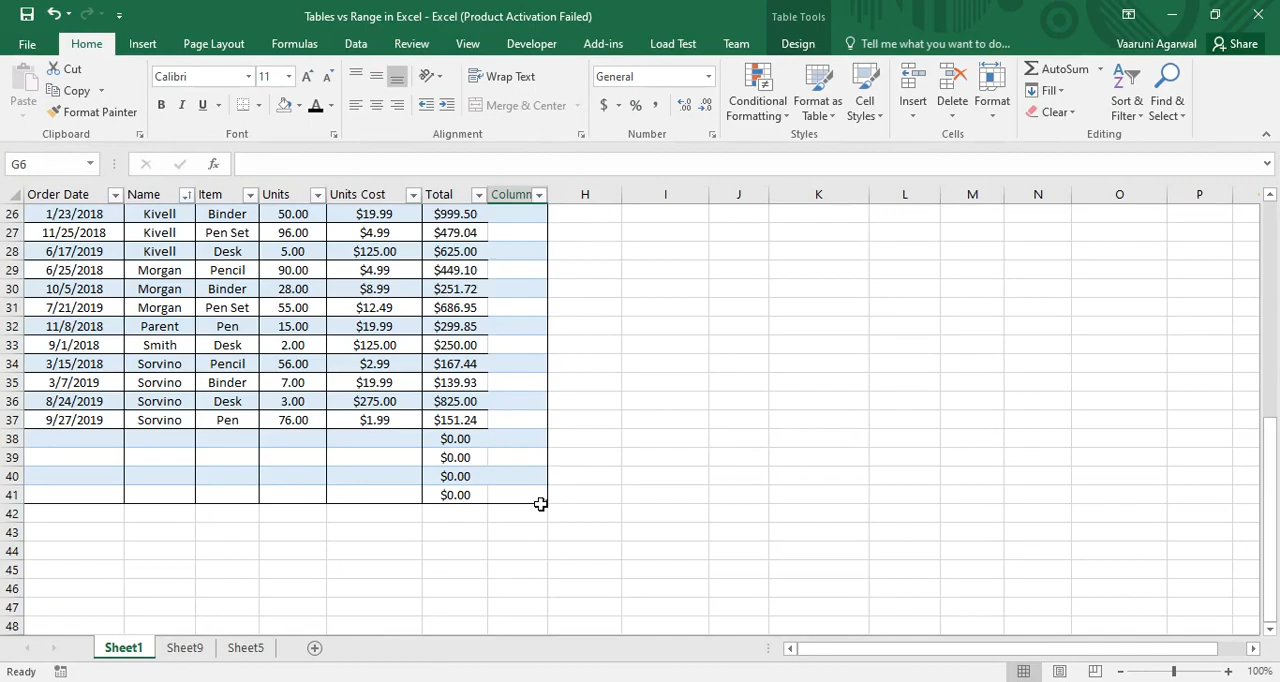 Tables vs Range in Excel - Excel (Product Activation Failed)
Table Tools
File Home Insert Page Layout Formulas Data Review View Developer Add-ins Load Test Team Design Tell me what you want to do... Vaaruni Agarwal Share
Paste Cut Copy Format Painter Clipboard
Calibri 11 B I U A Font
Wrap Text Merge & Center Alignment
General $ % , Number
Conditional Formatting Format as Table Cell Styles Styles
Insert Delete Format Cells
AutoSum Fill Clear Sort & Filter Find & Select Editing
G6 fx
Order Date Name Item Units Units Cost Total Column H I J K L M N O P
26 1/23/2018 Kivell Binder 50.00 $19.99 $999.50
27 11/25/2018 Kivell Pen Set 96.00 $4.99 $479.04
28 6/17/2019 Kivell Desk 5.00 $125.00 $625.00
29 6/25/2018 Morgan Pencil 90.00 $4.99 $449.10
30 10/5/2018 Morgan Binder 28.00 $8.99 $251.72
31 7/21/2019 Morgan Pen Set 55.00 $12.49 $686.95
32 11/8/2018 Parent Pen 15.00 $19.99 $299.85
33 9/1/2018 Smith Desk 2.00 $125.00 $250.00
34 3/15/2018 Sorvino Pencil 56.00 $2.99 $167.44
35 3/7/2019 Sorvino Binder 7.00 $19.99 $139.93
36 8/24/2019 Sorvino Desk 3.00 $275.00 $825.00
37 9/27/2019 Sorvino Pen 76.00 $1.99 $151.24
38 $0.00
39 $0.00
40 $0.00
41 $0.00
42
43
44
45
46
47
48
Sheet1 Sheet9 Sheet5
Ready 100%